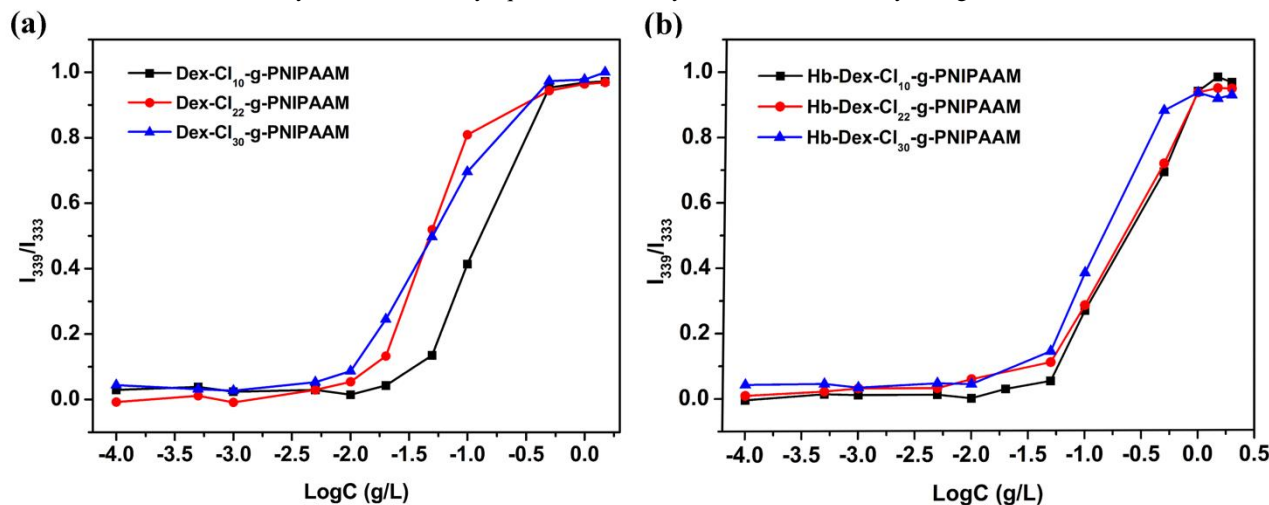 (a)
Dex-Cl₁₀-g-PNIPAAM
Dex-Cl₂₂-g-PNIPAAM
Dex-Cl₃₀-g-PNIPAAM
I₃₃₉/I₃₃₃
1.0
0.8
0.6
0.4
0.2
0.0
-4.0 -3.5 -3.0 -2.5 -2.0 -1.5 -1.0 -0.5 0.0
LogC (g/L)
(b)
Hb-Dex-Cl₁₀-g-PNIPAAM
Hb-Dex-Cl₂₂-g-PNIPAAM
Hb-Dex-Cl₃₀-g-PNIPAAM
I₃₃₉/I₃₃₃
1.0
0.8
0.6
0.4
0.2
0.0
-4.0 -3.5 -3.0 -2.5 -2.0 -1.5 -1.0 -0.5 0.0 0.5
LogC (g/L)